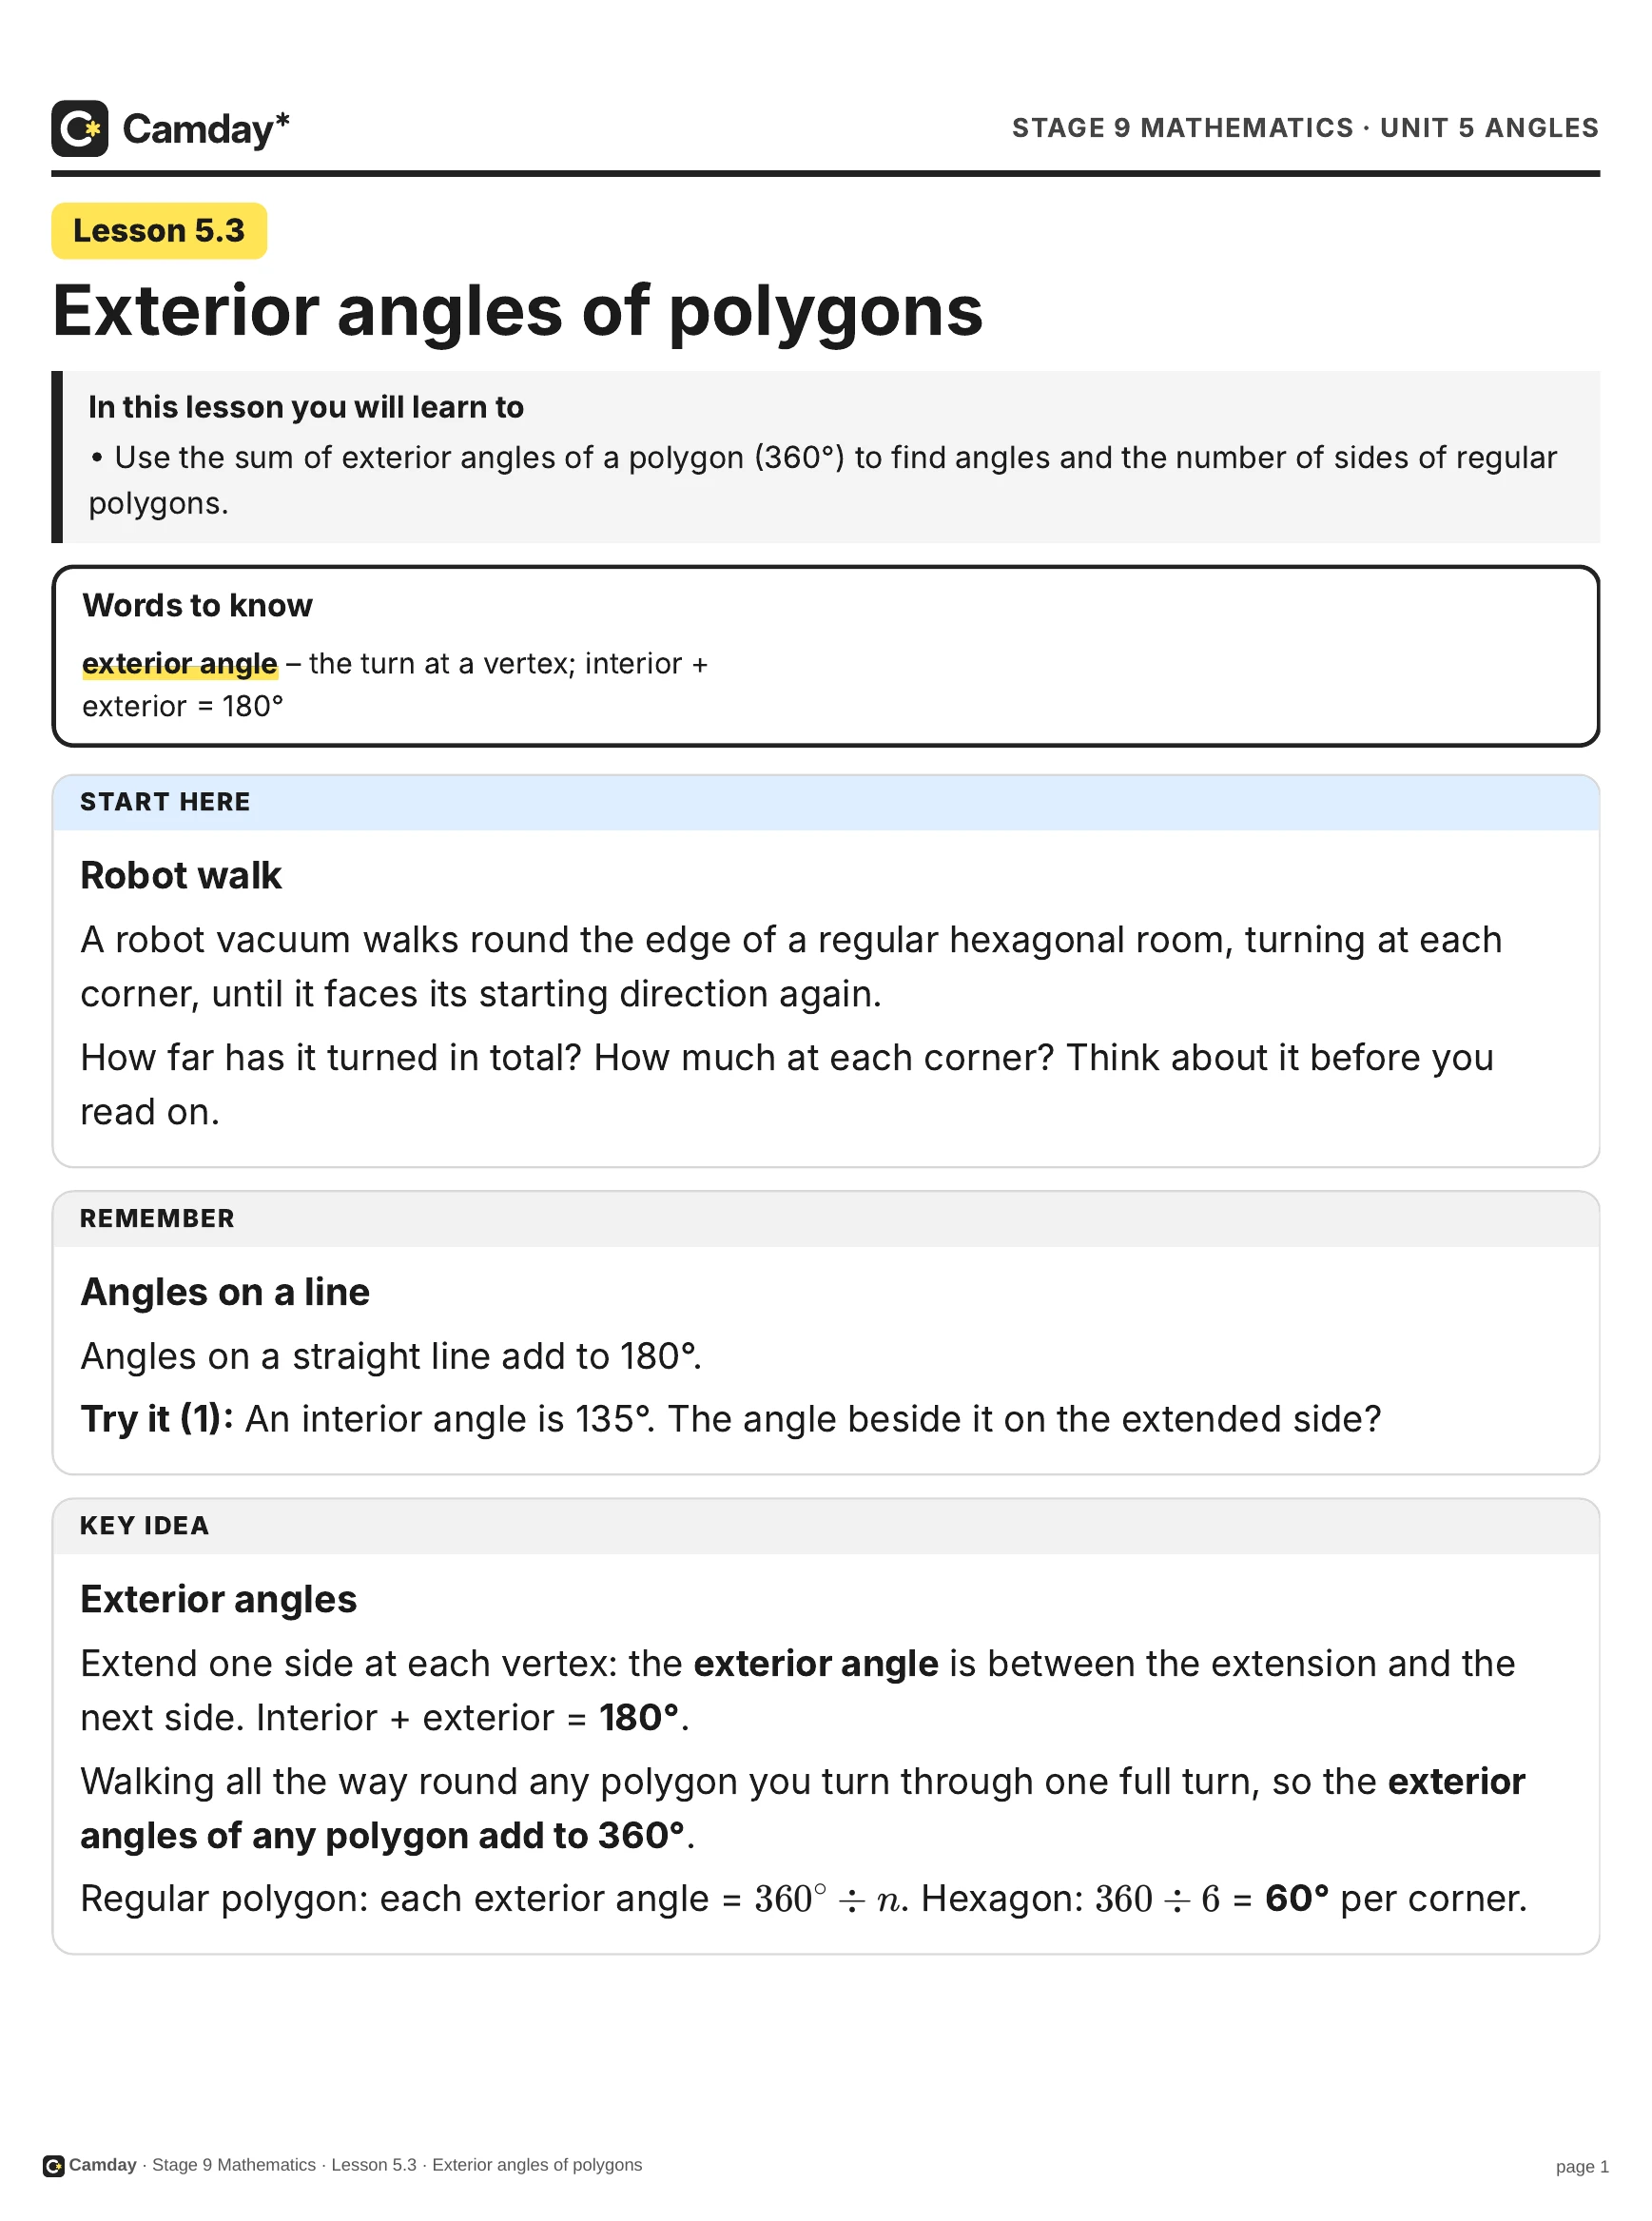 Camday*
STAGE 9 MATHEMATICS · UNIT 5 ANGLES
Lesson 5.3
Exterior angles of polygons
In this lesson you will learn to
• Use the sum of exterior angles of a polygon (360°) to find angles and the number of sides of regular
polygons.
Words to know
exterior angle – the turn at a vertex; interior +
exterior = 180°
START HERE
Robot walk
A robot vacuum walks round the edge of a regular hexagonal room, turning at each
corner, until it faces its starting direction again.
How far has it turned in total? How much at each corner? Think about it before you
read on.
REMEMBER
Angles on a line
Angles on a straight line add to 180°.
Try it (1): An interior angle is 135°. The angle beside it on the extended side?
KEY IDEA
Exterior angles
Extend one side at each vertex: the exterior angle is between the extension and the
next side. Interior + exterior = 180°.
Walking all the way round any polygon you turn through one full turn, so the exterior
angles of any polygon add to 360°.
Regular polygon: each exterior angle = 360° ÷ n. Hexagon: 360 ÷ 6 = 60° per corner.
Camday · Stage 9 Mathematics · Lesson 5.3 · Exterior angles of polygons
page 1